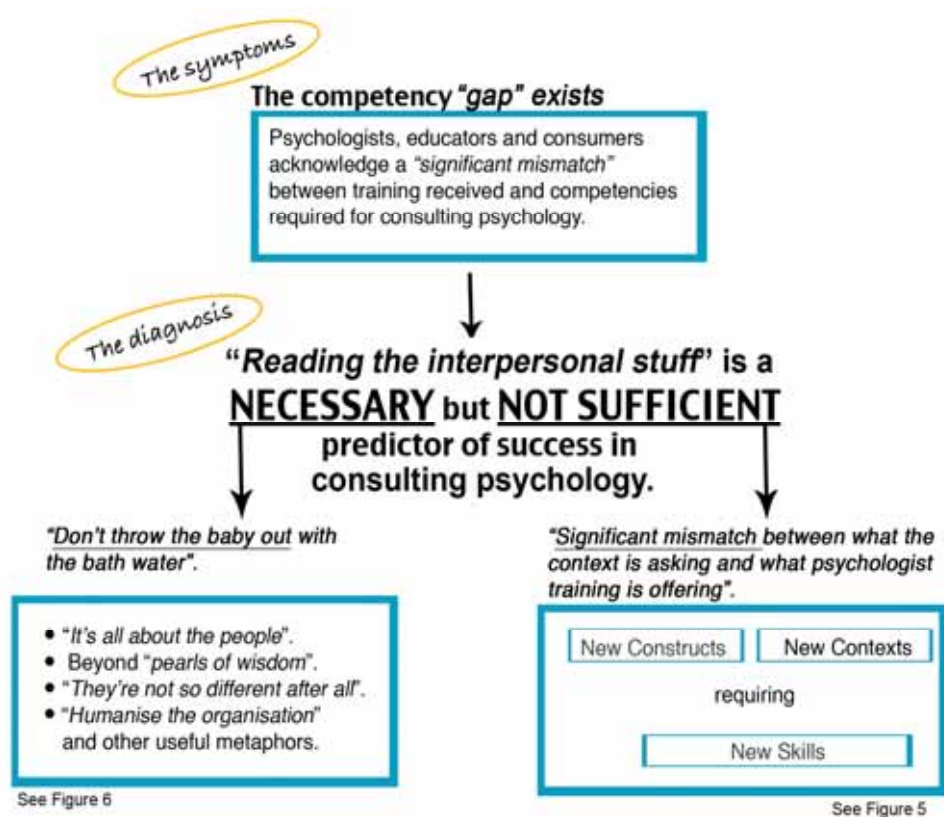 The symptoms
The competency "gap" exists
Psychologists, educators and consumers
acknowledge a "significant mismatch"
between training received and competencies
required for consulting psychology.
The diagnosis
"Reading the interpersonal stuff" is a
NECESSARY but NOT SUFFICIENT
predictor of success in
consulting psychology.
"Don't throw the baby out with
the bath water".
• "It's all about the people".
• Beyond "pearls of wisdom".
• "They're not so different after all".
• "Humanise the organisation"
and other useful metaphors.
See Figure 6
"Significant mismatch between what the
context is asking and what psychologist
training is offering".
New Constructs New Contexts
requiring
New Skills
See Figure 5